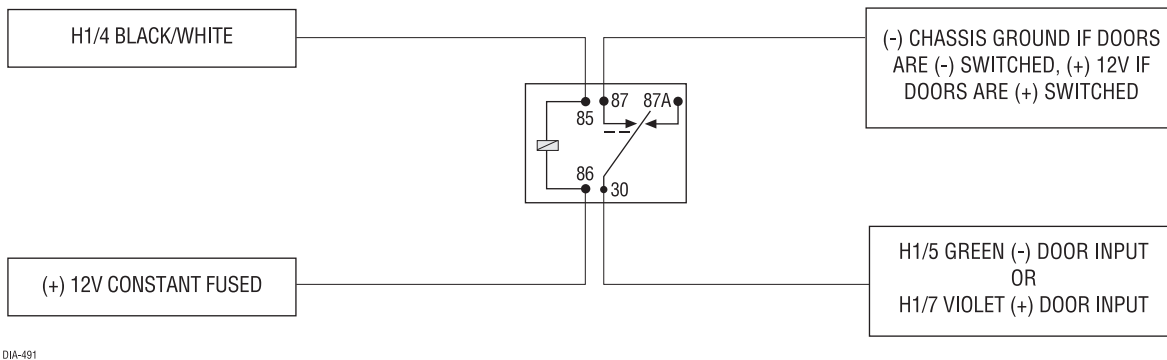 H1/4 BLACK/WHITE
(-) CHASSIS GROUND IF DOORS
ARE (-) SWITCHED, (+) 12V IF
DOORS ARE (+) SWITCHED
87 87A
85
86
30
(+) 12V CONSTANT FUSED
H1/5 GREEN (-) DOOR INPUT
OR
H1/7 VIOLET (+) DOOR INPUT
DIA-491